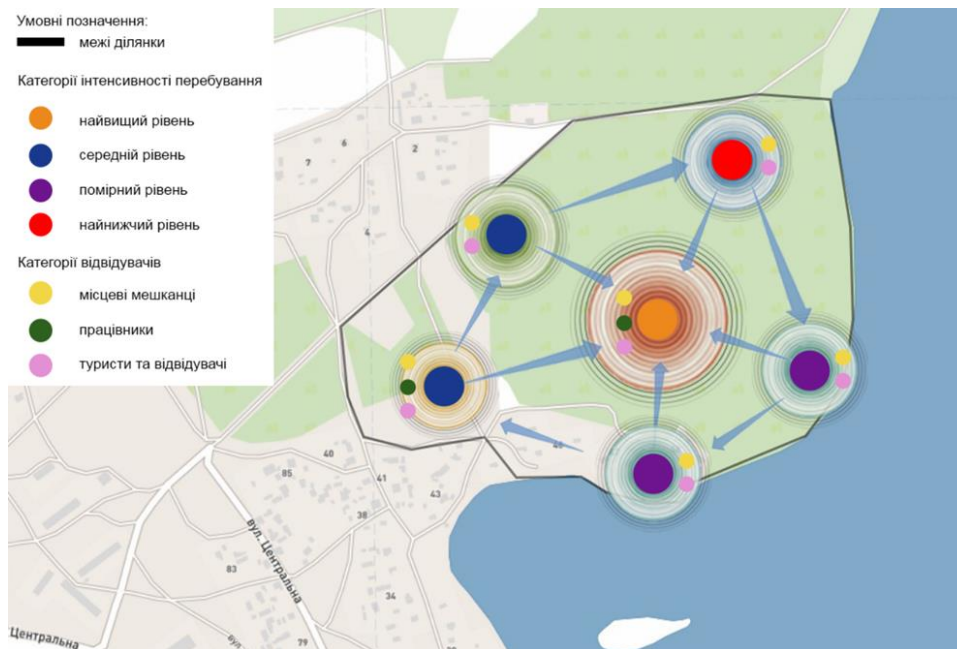 Умовні позначення:
межі ділянки
Категорії інтенсивності перебування
найвищий рівень
середній рівень
помірний рівень
найнижчий рівень
Категорії відвідувачів
місцеві мешканці
працівники
туристи та відвідувачі
6
2
7
4
40
40
85
41
43
38
вул. Центральна
83
34
79
Центральна
вул.